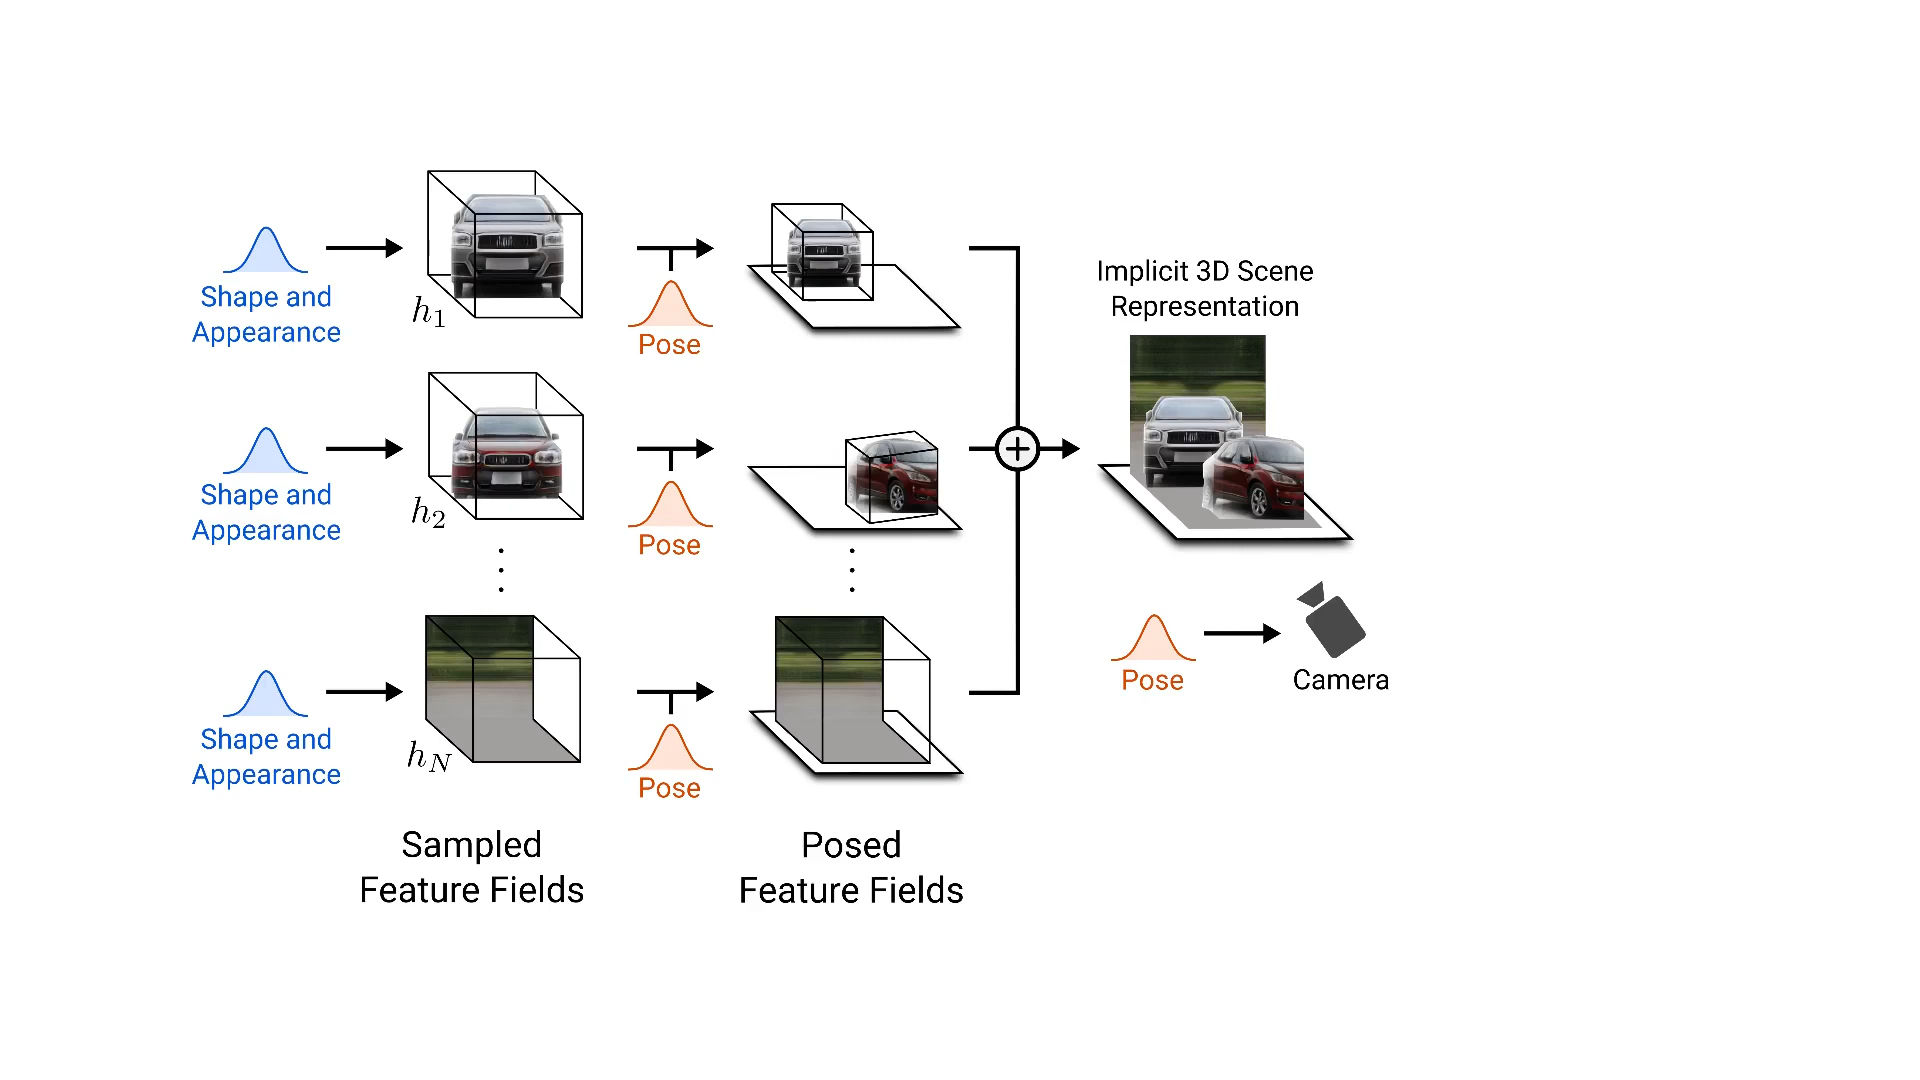 Shape and
Appearance
h1
Pose
Implicit 3D Scene
Representation
Shape and
Appearance
h2
Pose
Shape and
Appearance
hN
Pose
Pose
Camera
Sampled
Feature Fields
Posed
Feature Fields